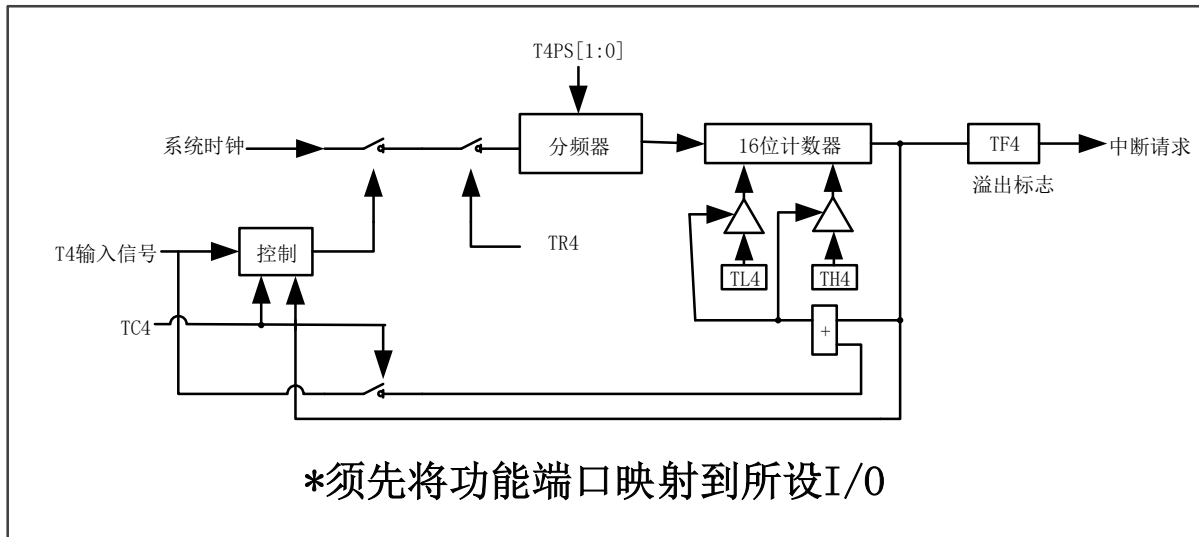 T4PS[1:0]
系统时钟
分频器
16位计数器
TF4
中断请求
溢出标志
T4输入信号
控制
TR4
TL4
TH4
TC4
+
*须先将功能端口映射到所设I/O